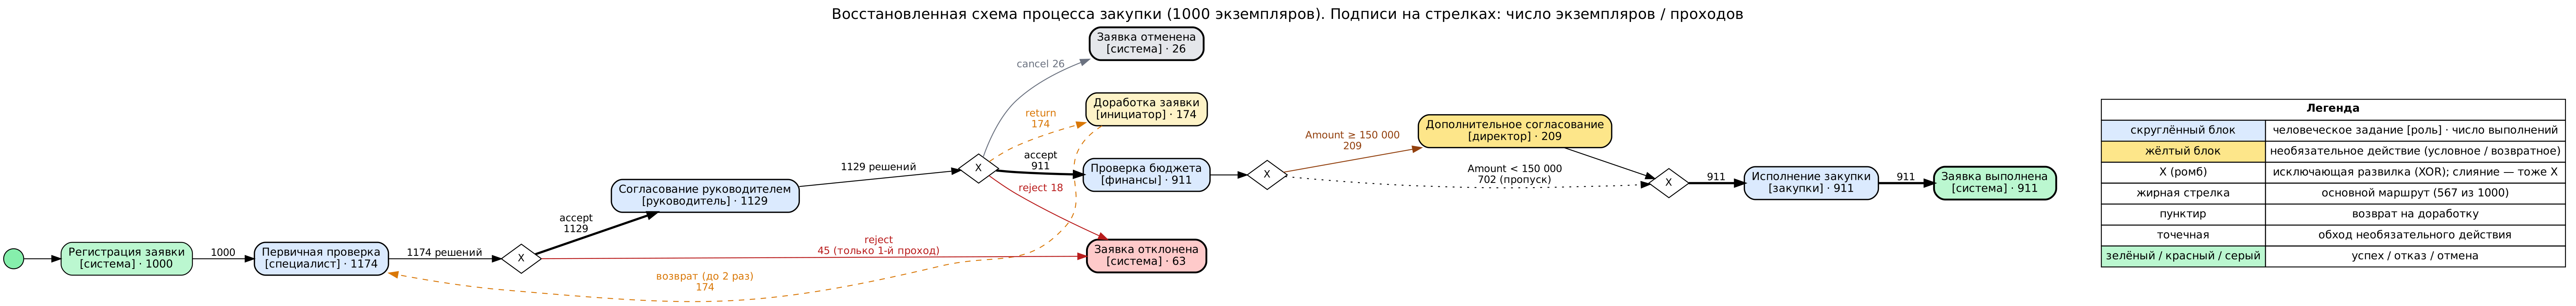 Восстановленная схема процесса закупки (1000 экземпляров). Подписи на стрелках: число экземпляров / проходов
Регистрация заявки
[система] · 1000
1000
Первичная проверка
[специалист] · 1174
1174 решений
X
accept
1129
Согласование руководителем
[руководитель] · 1129
1129 решений
X
cancel 26
Заявка отменена
[система] · 26
return
174
Доработка заявки
[инициатор] · 174
accept
911
Проверка бюджета
[финансы] · 911
reject 18
reject
45 (только 1-й проход)
Заявка отклонена
[система] · 63
возврат (до 2 раз)
174
X
Amount ≥ 150 000
209
Дополнительное согласование
[директор] · 209
Amount < 150 000
702 (пропуск)
X
911
Исполнение закупки
[закупки] · 911
911
Заявка выполнена
[система] · 911
Легенда
скруглённый блок
человеческое задание [роль] · число выполнений
жёлтый блок
необязательное действие (условное / возвратное)
X (ромб)
исключающая развилка (XOR); слияние — тоже X
жирная стрелка
основной маршрут (567 из 1000)
пунктир
возврат на доработку
точечная
обход необязательного действия
зелёный / красный / серый
успех / отказ / отмена